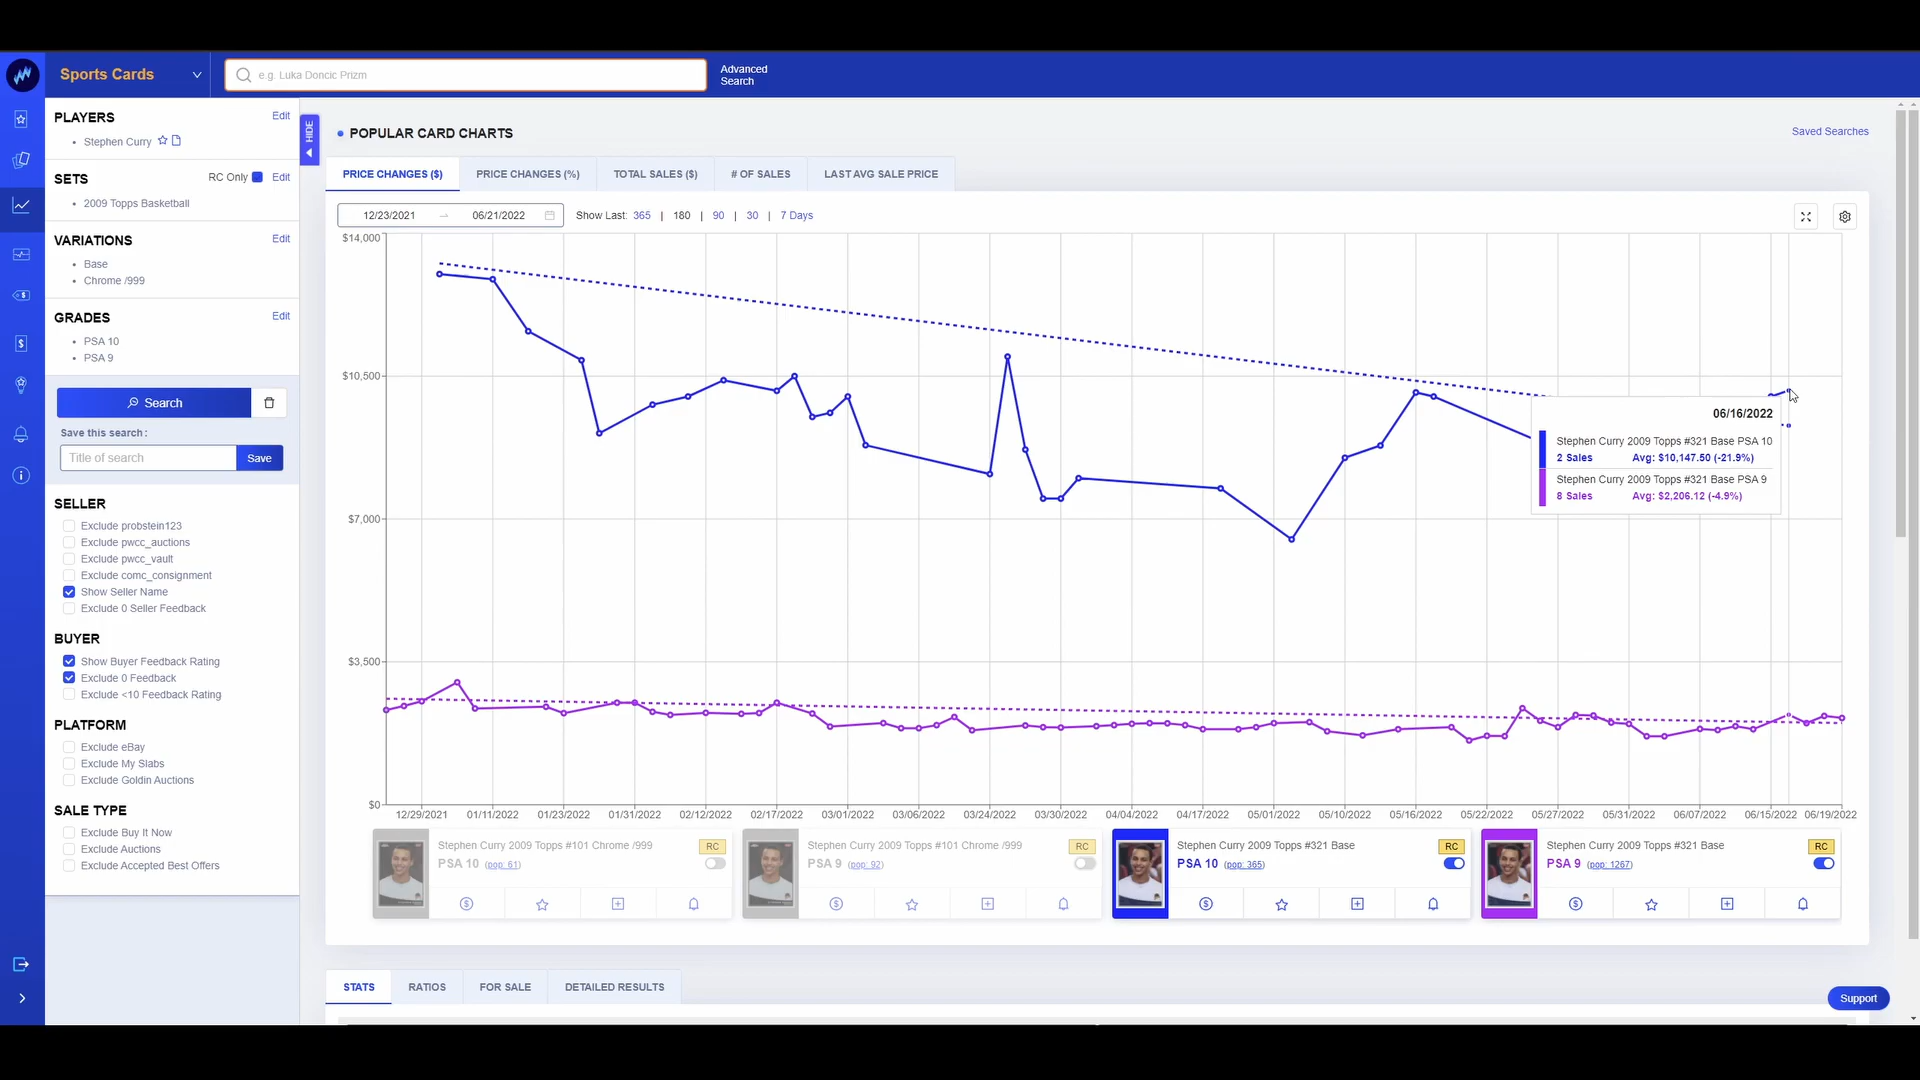 Sports Cards
e.g. Luka Doncic Prizm
Advanced
Search
PLAYERS
Edit
Stephen Curry
SETS
RC Only
Edit
2009 Topps Basketball
VARIATIONS
Edit
Base
Chrome /999
GRADES
Edit
PSA 10
PSA 9
Search
Save this search:
Title of search
Save
SELLER
Exclude probstein123
Exclude pwcc_auctions
Exclude pwcc_vault
Exclude comc_consignment
Show Seller Name
Exclude 0 Seller Feedback
BUYER
Show Buyer Feedback Rating
Exclude 0 Feedback
Exclude <10 Feedback Rating
PLATFORM
Exclude eBay
Exclude My Slabs
Exclude Goldin Auctions
SALE TYPE
Exclude Buy It Now
Exclude Auctions
Exclude Accepted Best Offers
HIDE
POPULAR CARD CHARTS
Saved Searches
PRICE CHANGES ($)
PRICE CHANGES (%)
TOTAL SALES ($)
# OF SALES
LAST AVG SALE PRICE
12/23/2021
06/21/2022
Show Last: 365 | 180 | 90 | 30 | 7 Days
$14,000
$10,500
$7,000
$3,500
$0
06/16/2022
Stephen Curry 2009 Topps #321 Base PSA 10
2 Sales Avg: $10,147.50 (-21.9%)
Stephen Curry 2009 Topps #321 Base PSA 9
8 Sales Avg: $2,206.12 (-4.9%)
12/29/2021 01/11/2022 01/23/2022 01/31/2022 02/12/2022 02/17/2022 03/01/2022 03/06/2022 03/24/2022 03/30/2022 04/04/2022 04/17/2022 05/01/2022 05/10/2022 05/16/2022 05/22/2022 05/27/2022 05/31/2022 06/07/2022 06/15/2022 06/19/2022
Stephen Curry 2009 Topps #101 Chrome /999
RC
PSA 10 (pop: 61)
Stephen Curry 2009 Topps #101 Chrome /999
RC
PSA 9 (pop: 92)
Stephen Curry 2009 Topps #321 Base
RC
PSA 10 (pop: 365)
Stephen Curry 2009 Topps #321 Base
RC
PSA 9 (pop: 1267)
STATS
RATIOS
FOR SALE
DETAILED RESULTS
Support